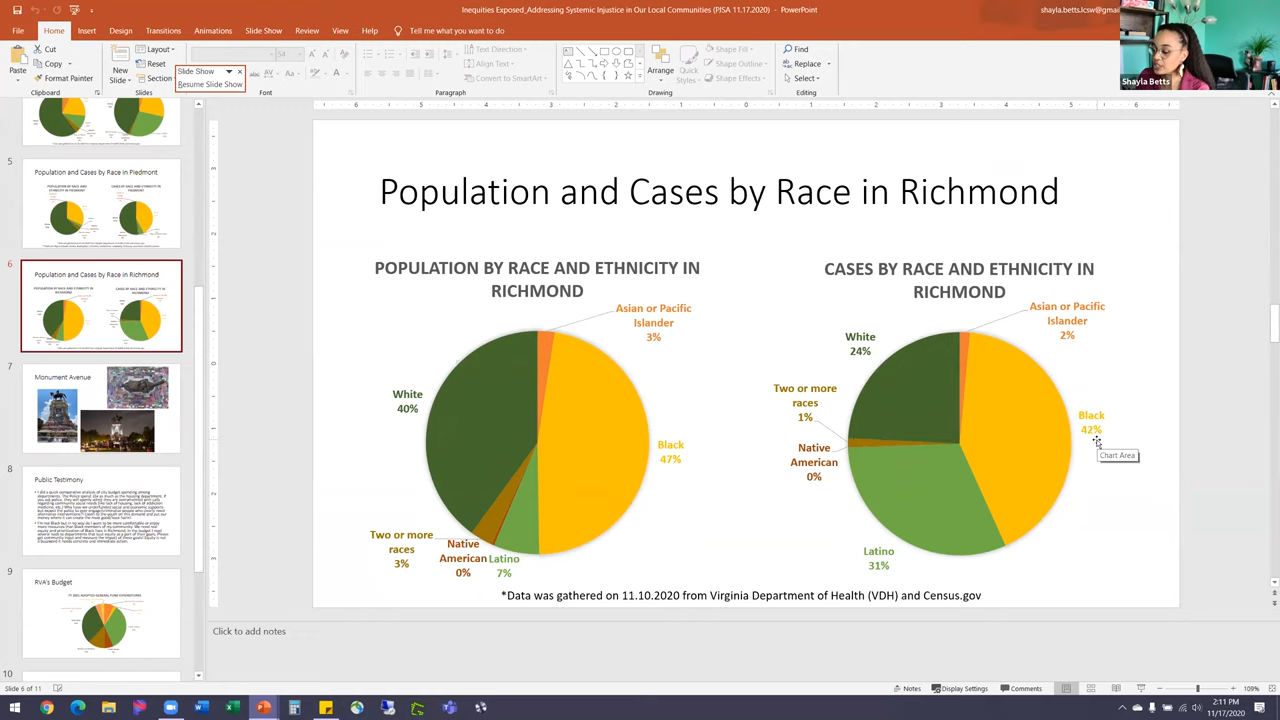 Inequities Exposed_Addressing Systemic Injustice in Our Local Communities (PISA 11.17.2020) - PowerPoint
shayla.betts.lcsw@gmail
File Home Insert Design Transitions Animations Slide Show Review View Help Tell me what you want to do
Cut
Copy
Format Painter
Paste
Clipboard
New
Slide
Layout
Reset
Section
Slides
Slide Show
Resume Slide Show
54
Font
Text Direction
Align Text
Convert to SmartArt
Paragraph
Arrange
Quick
Styles
Shape Fill
Shape Outline
Shape Effects
Drawing
Find
Replace
Select
Editing
Shayla Betts
5
Population and Cases by Race in Piedmont
6
Population and Cases by Race in Richmond
7
Monument Avenue
8
Public Testimony
9
RVA's Budget
10
Population and Cases by Race in Richmond
POPULATION BY RACE AND ETHNICITY IN
RICHMOND
Asian or Pacific
Islander
3%
White
40%
Black
47%
Two or more
races
3%
Native
American
0%
Latino
7%
CASES BY RACE AND ETHNICITY IN
RICHMOND
Asian or Pacific
Islander
2%
White
24%
Two or more
races
1%
Black
42%
Chart Area
Native
American
0%
Latino
31%
*Data was gathered on 11.10.2020 from Virginia Department of Health (VDH) and Census.gov
Click to add notes
Slide 6 of 11
Notes
Display Settings
Comments
109%
2:11 PM
11/17/2020